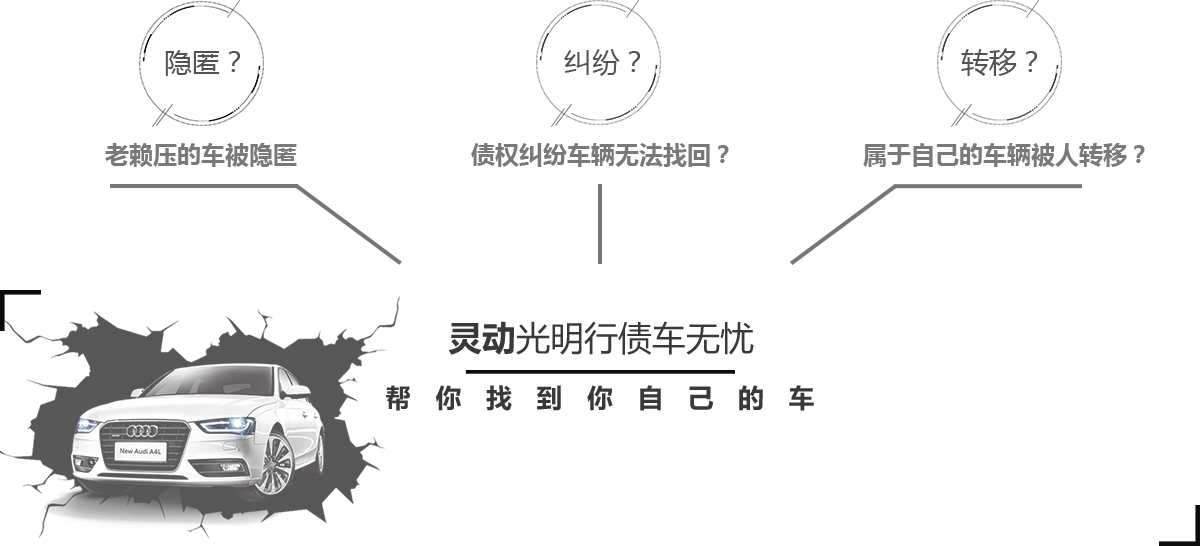 隐匿？
纠纷？
转移？
老赖压的车被隐匿
债权纠纷车辆无法找回？
属于自己的车辆被人转移？
灵动光明行债车无忧
帮你找到你自己的车
New Audi A4L